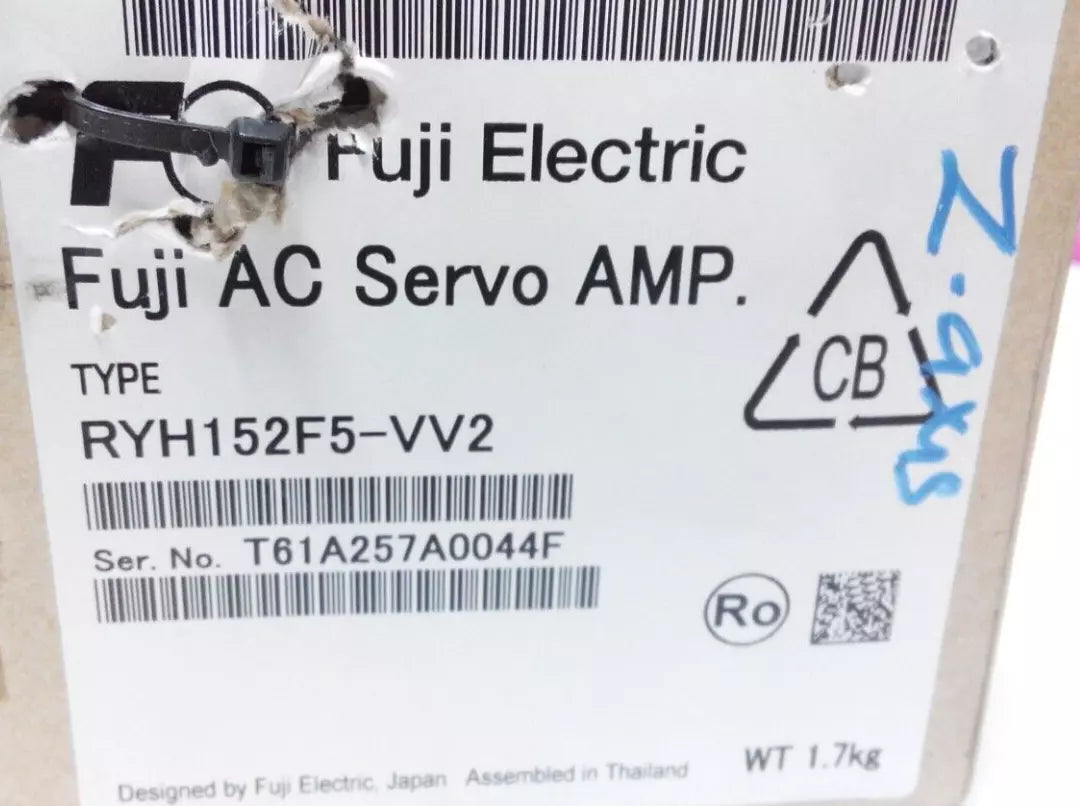 Fuji Electric
Fuji AC Servo AMP.
CB
Z-axis
TYPE
RYH152F5-VV2
Ser. No. T61A257A0044F
Ro
WT 1.7kg
Designed by Fuji Electric, Japan Assembled in Thailand